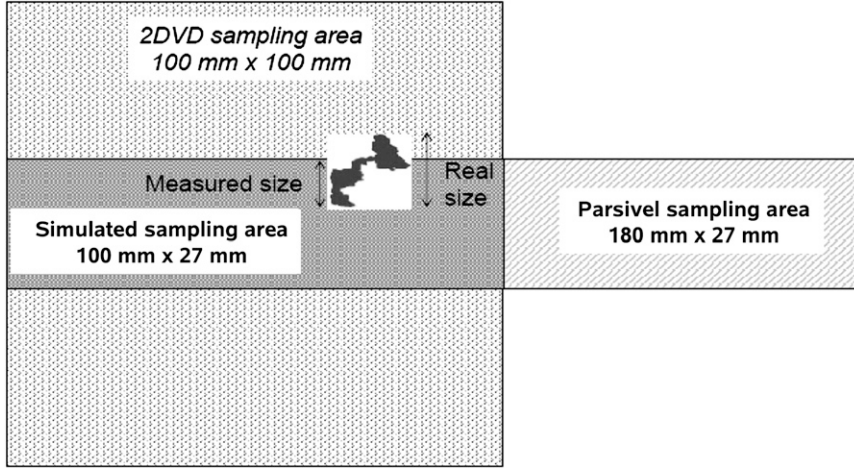 2DVD sampling area
100 mm x 100 mm
Measured size
Real
size
Simulated sampling area
100 mm x 27 mm
Parsivel sampling area
180 mm x 27 mm